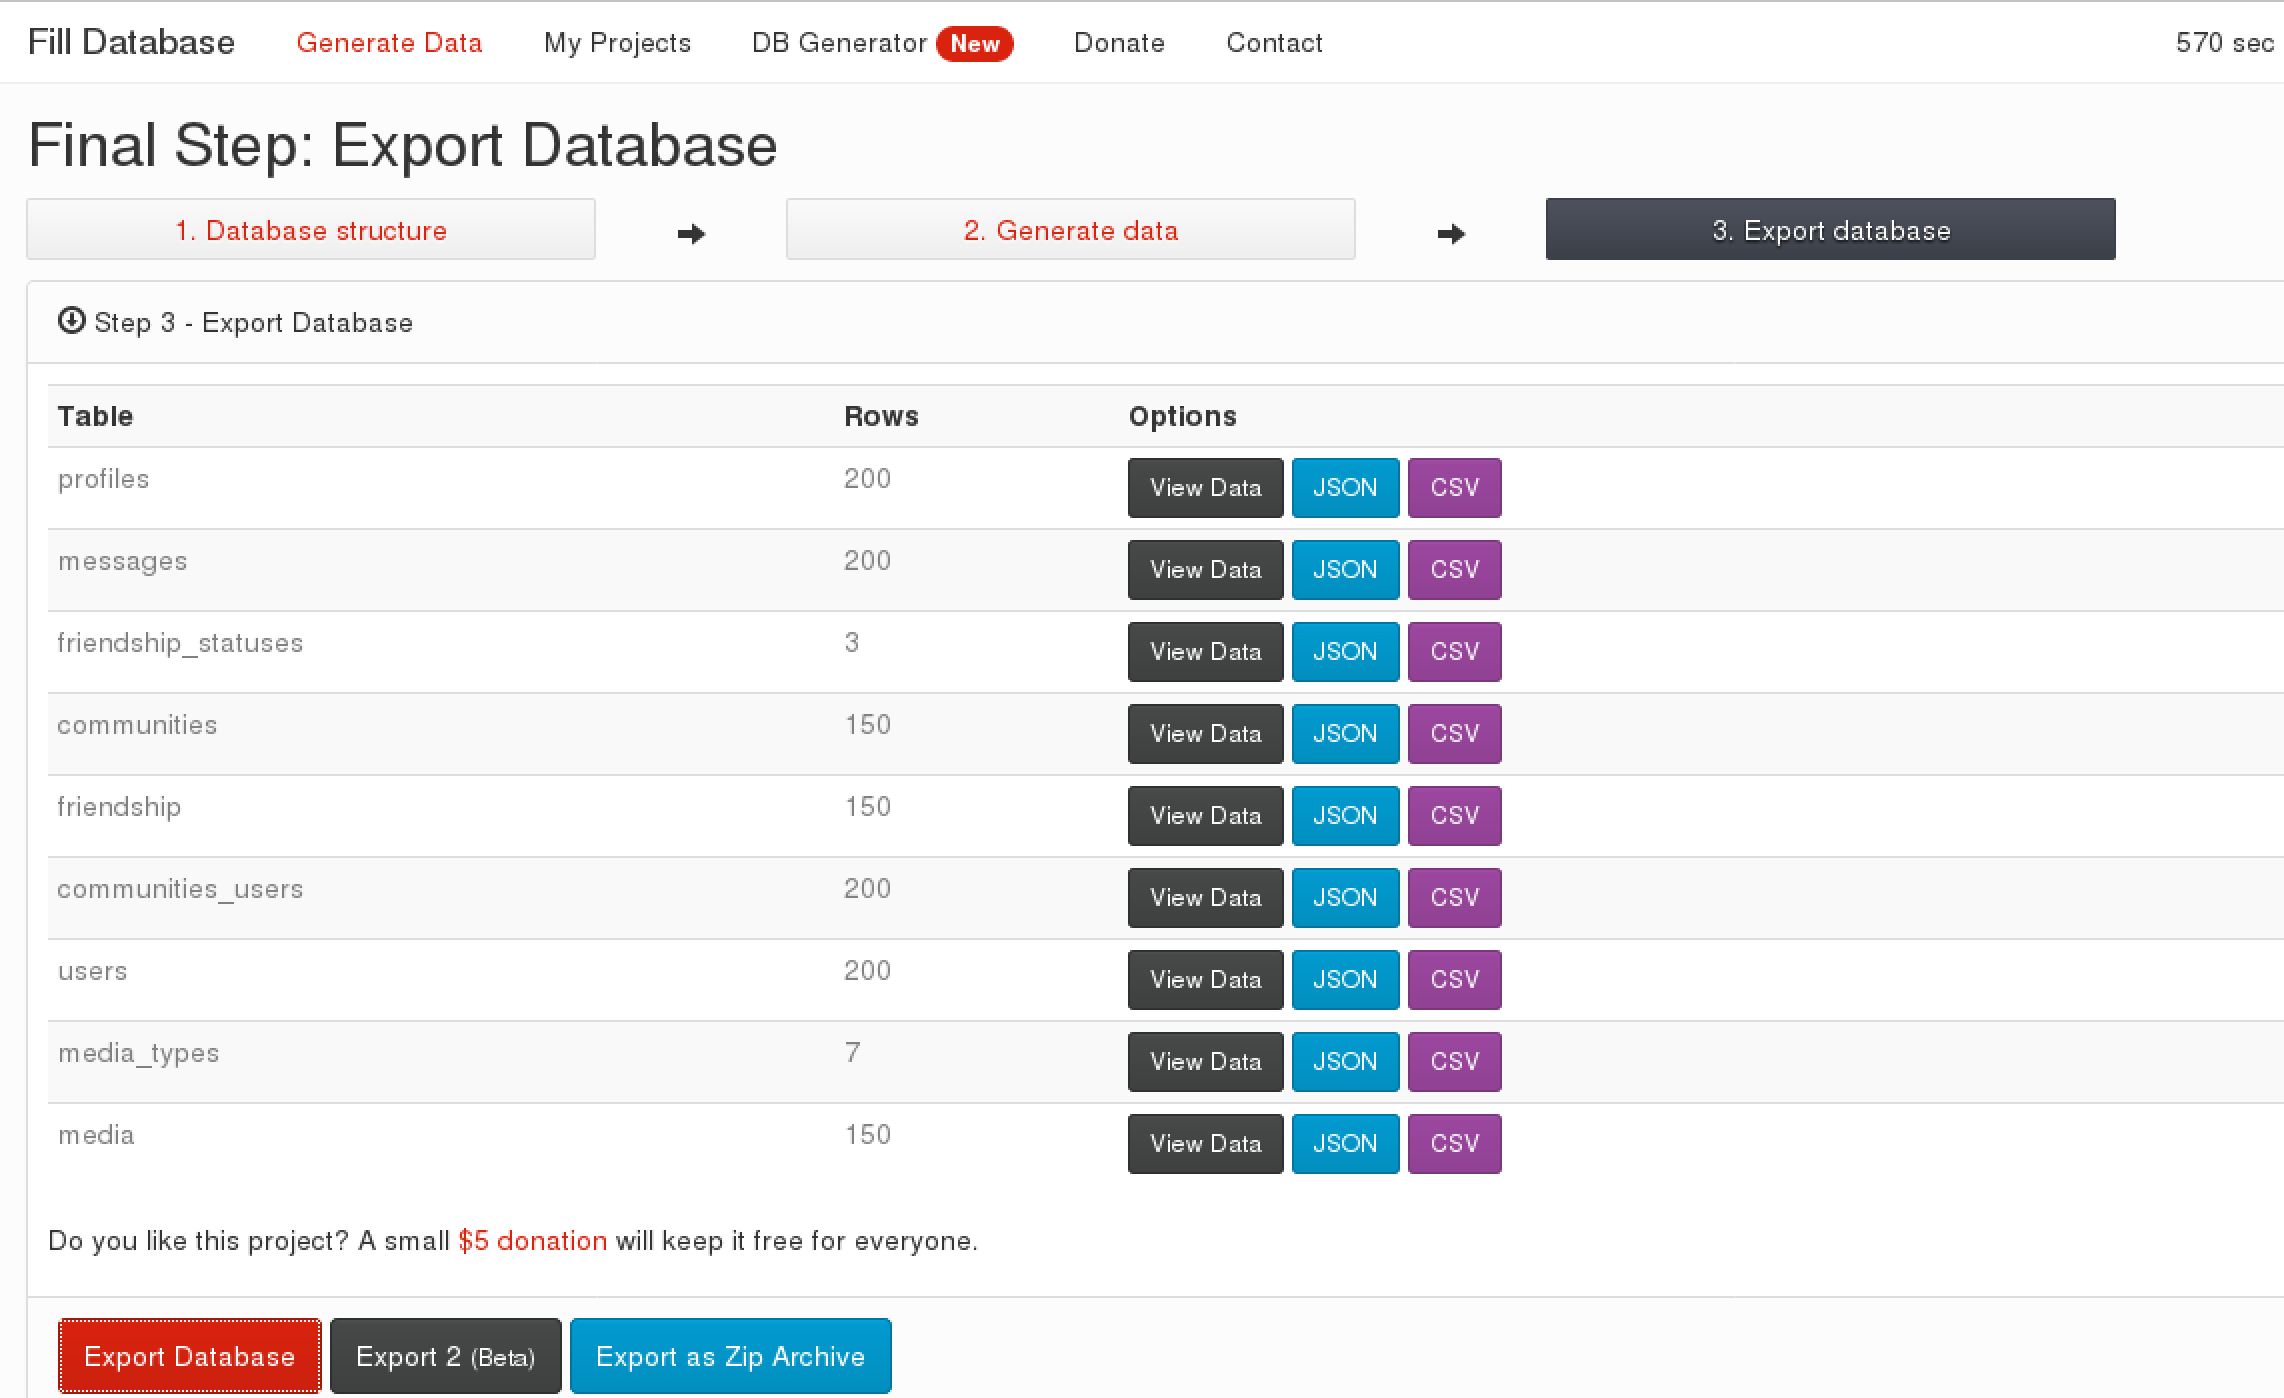 Fill Database Generate Data My Projects DB Generator New Donate Contact 570 sec
Final Step: Export Database
1. Database structure 2. Generate data 3. Export database
Step 3 - Export Database
Table Rows Options
profiles 200 View Data JSON CSV
messages 200 View Data JSON CSV
friendship_statuses 3 View Data JSON CSV
communities 150 View Data JSON CSV
friendship 150 View Data JSON CSV
communities_users 200 View Data JSON CSV
users 200 View Data JSON CSV
media_types 7 View Data JSON CSV
media 150 View Data JSON CSV
Do you like this project? A small $5 donation will keep it free for everyone.
Export Database Export 2 (Beta) Export as Zip Archive